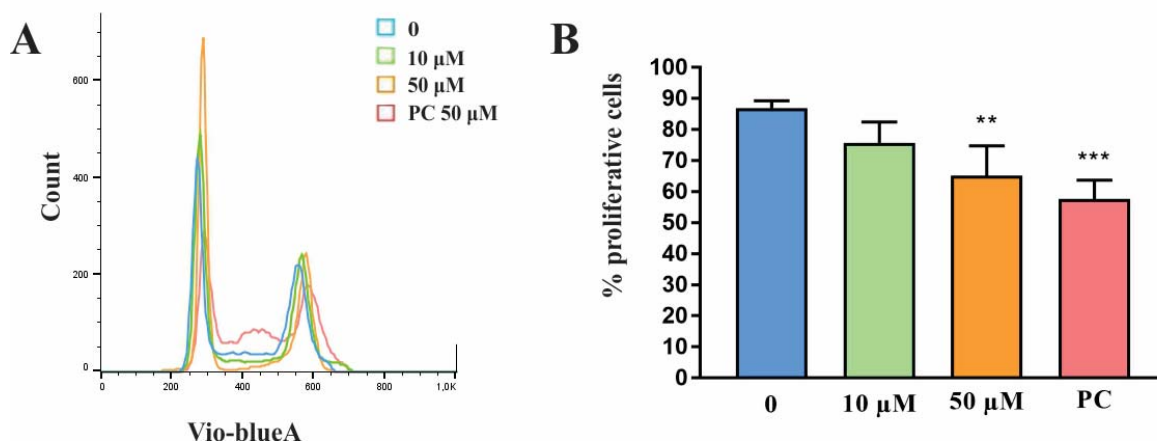 A
Count
600
400
200
0
0
200
400
600
800
1,0K
Vio-blueA
0
10 μM
50 μM
PC 50 μM
B
% proliferative cells
100
90
80
70
60
50
40
30
20
10
0
**
***
0
10 μM
50 μM
PC